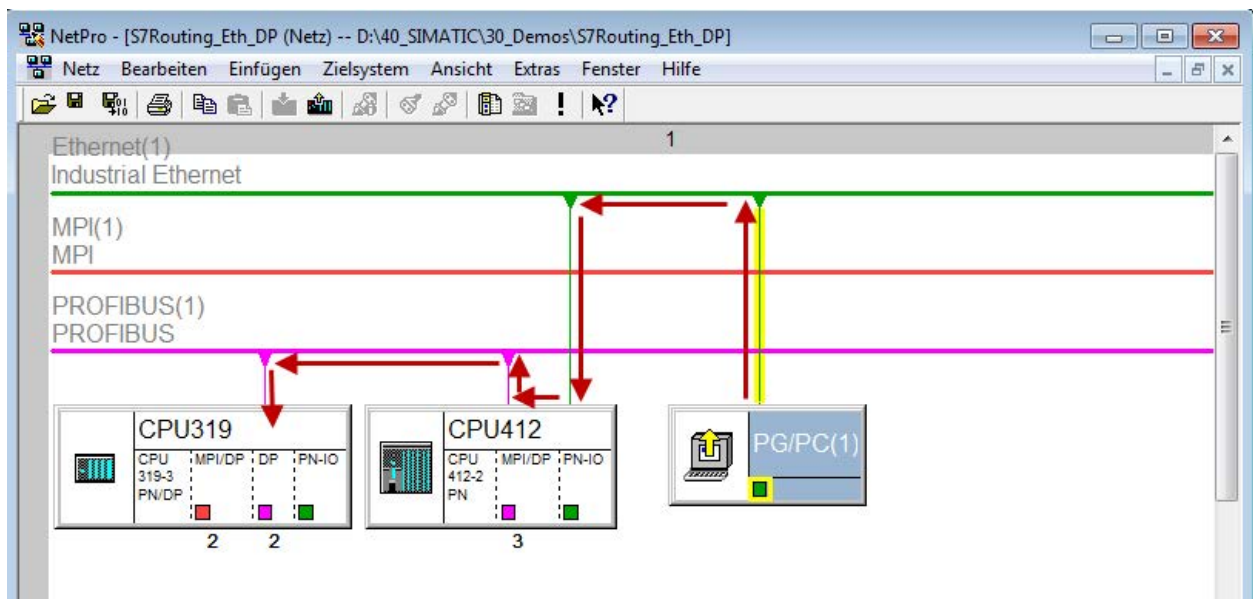 NetPro - [S7Routing_Eth_DP (Netz) -- D:\40_SIMATIC\30_Demos\S7Routing_Eth_DP]
Netz Bearbeiten Einfügen Zielsystem Ansicht Extras Fenster Hilfe
1
Ethernet(1)
Industrial Ethernet
MPI(1)
MPI
PROFIBUS(1)
PROFIBUS
CPU319
CPU 319-3 PN/DP
MPI/DP
DP
PN-IO
2
2
CPU412
CPU 412-2 PN
MPI/DP
PN-IO
3
PG/PC(1)